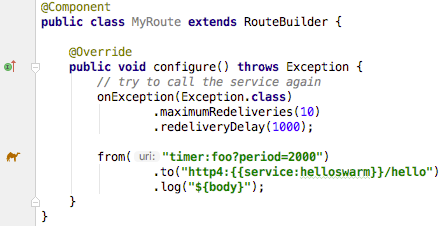 @Component
public class MyRoute extends RouteBuilder {
@Override
public void configure() throws Exception {
// try to call the service again
onException(Exception.class)
.maximumRedeliveries(10)
.redeliveryDelay(1000);
from( uri: "timer:foo?period=2000")
.to("http4:{{service:helloswarm}}/hello")
.log("${body}");
}
}